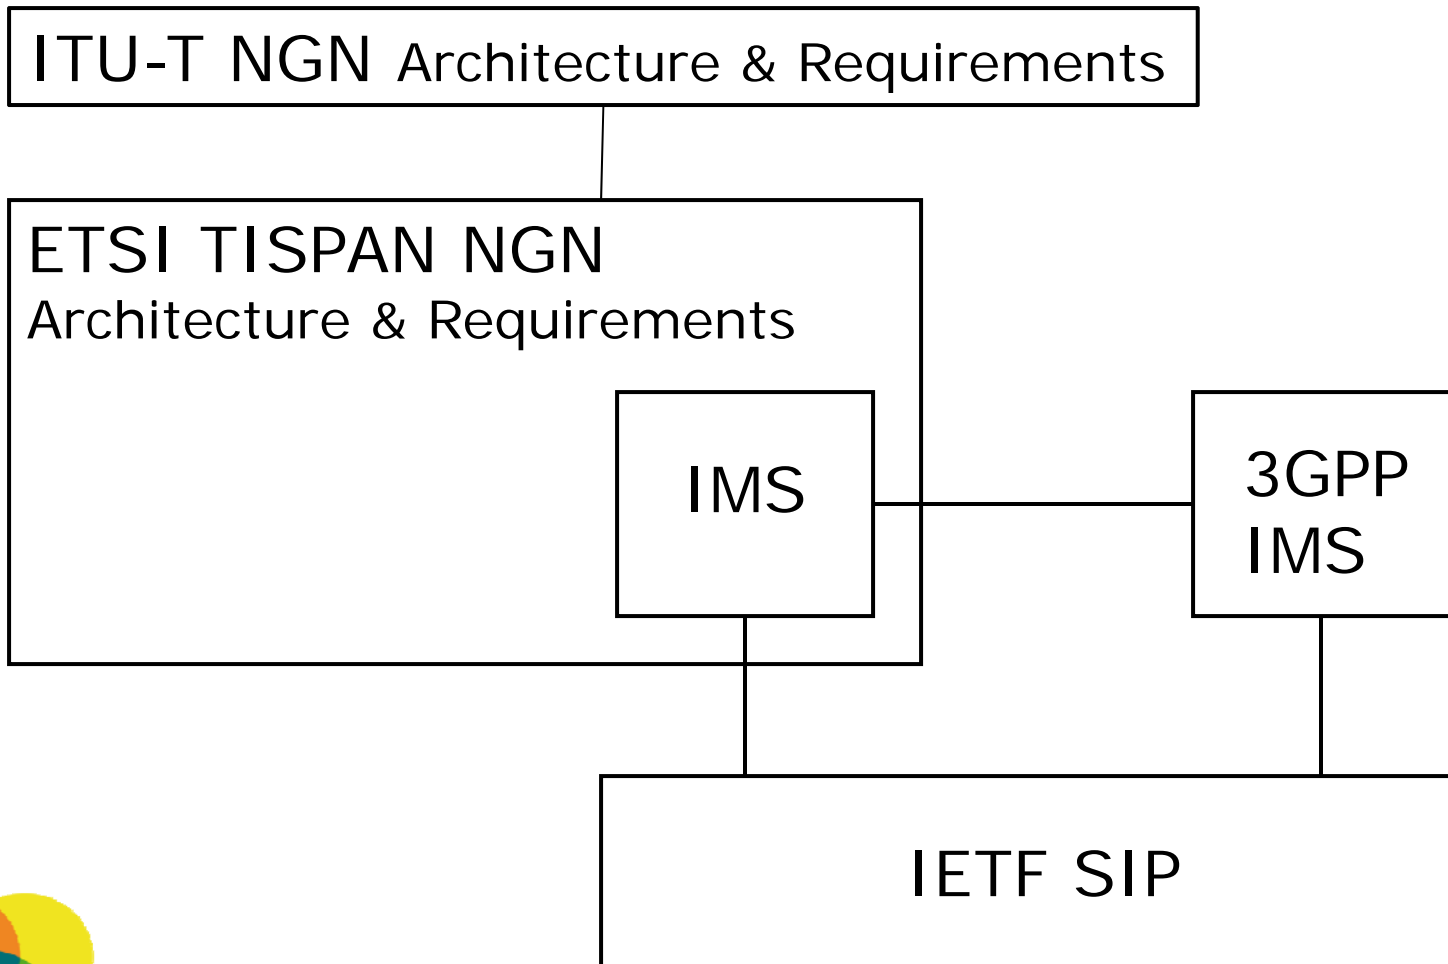 ITU-T NGN Architecture & Requirements
ETSI TISPAN NGN
Architecture & Requirements
IMS
3GPP
IMS
IETF SIP